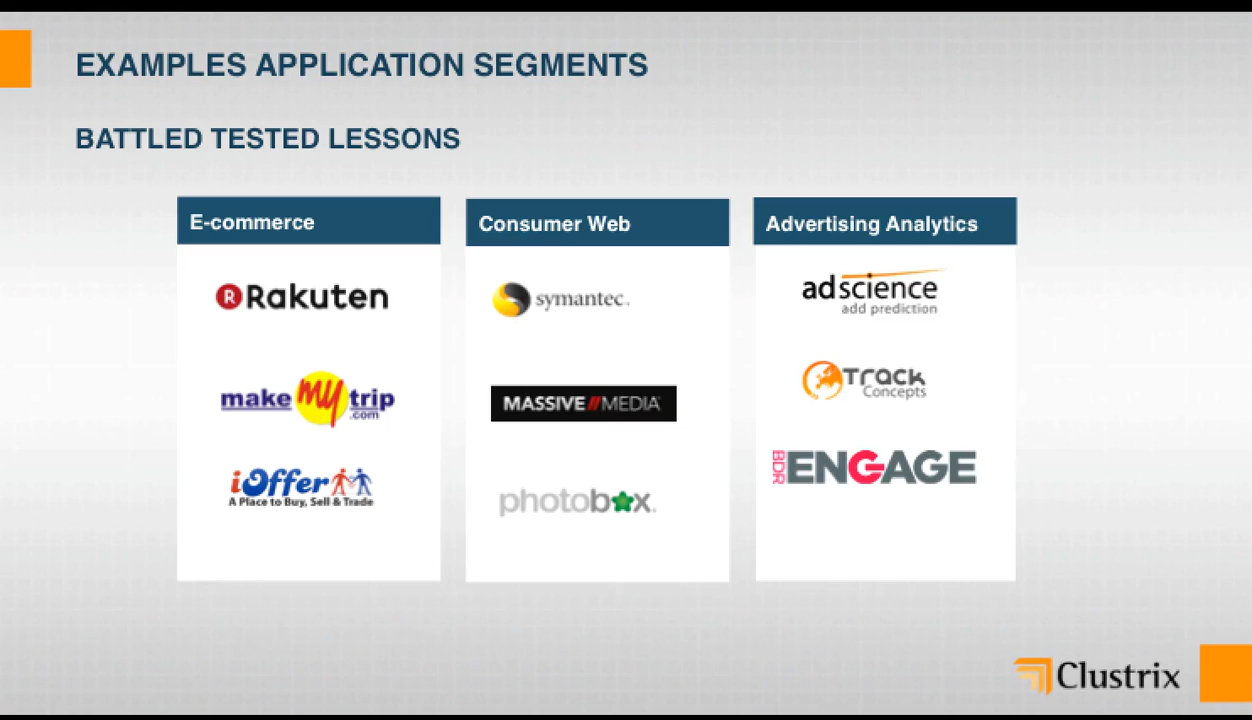 EXAMPLES APPLICATION SEGMENTS
BATTLED TESTED LESSONS
E-commerce
R Rakuten
make my trip
.com
iOffer
A Place to Buy, Sell & Trade
Consumer Web
symantec.
MASSIVE//MEDIA
photobox.
Advertising Analytics
adscience
add prediction
Track
Concepts
BDR ENGAGE
Clustrix